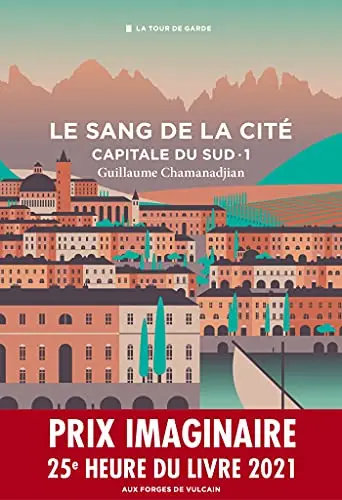 LA TOUR DE GARDE
LE SANG DE LA CITÉ
CAPITALE DU SUD • 1
Guillaume Chamanadjian
PRIX IMAGINAIRE
25e HEURE DU LIVRE 2021
AUX FORGES DE VULCAIN